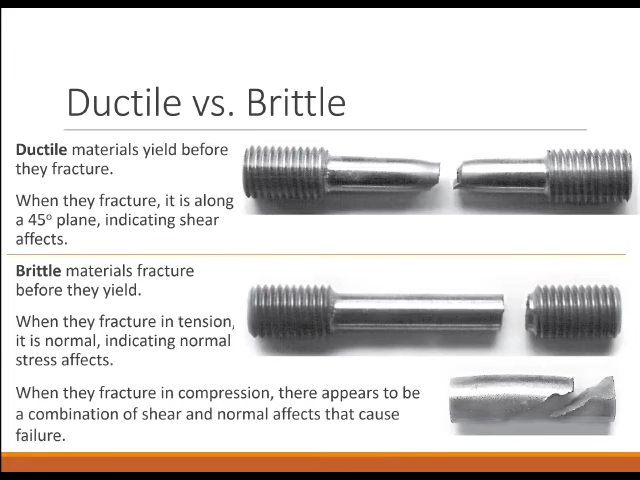 Ductile vs. Brittle
Ductile materials yield before
they fracture.
When they fracture, it is along
a 45° plane, indicating shear
affects.
Brittle materials fracture
before they yield.
When they fracture in tension,
it is normal, indicating normal
stress affects.
When they fracture in compression, there appears to be
a combination of shear and normal affects that cause
failure.